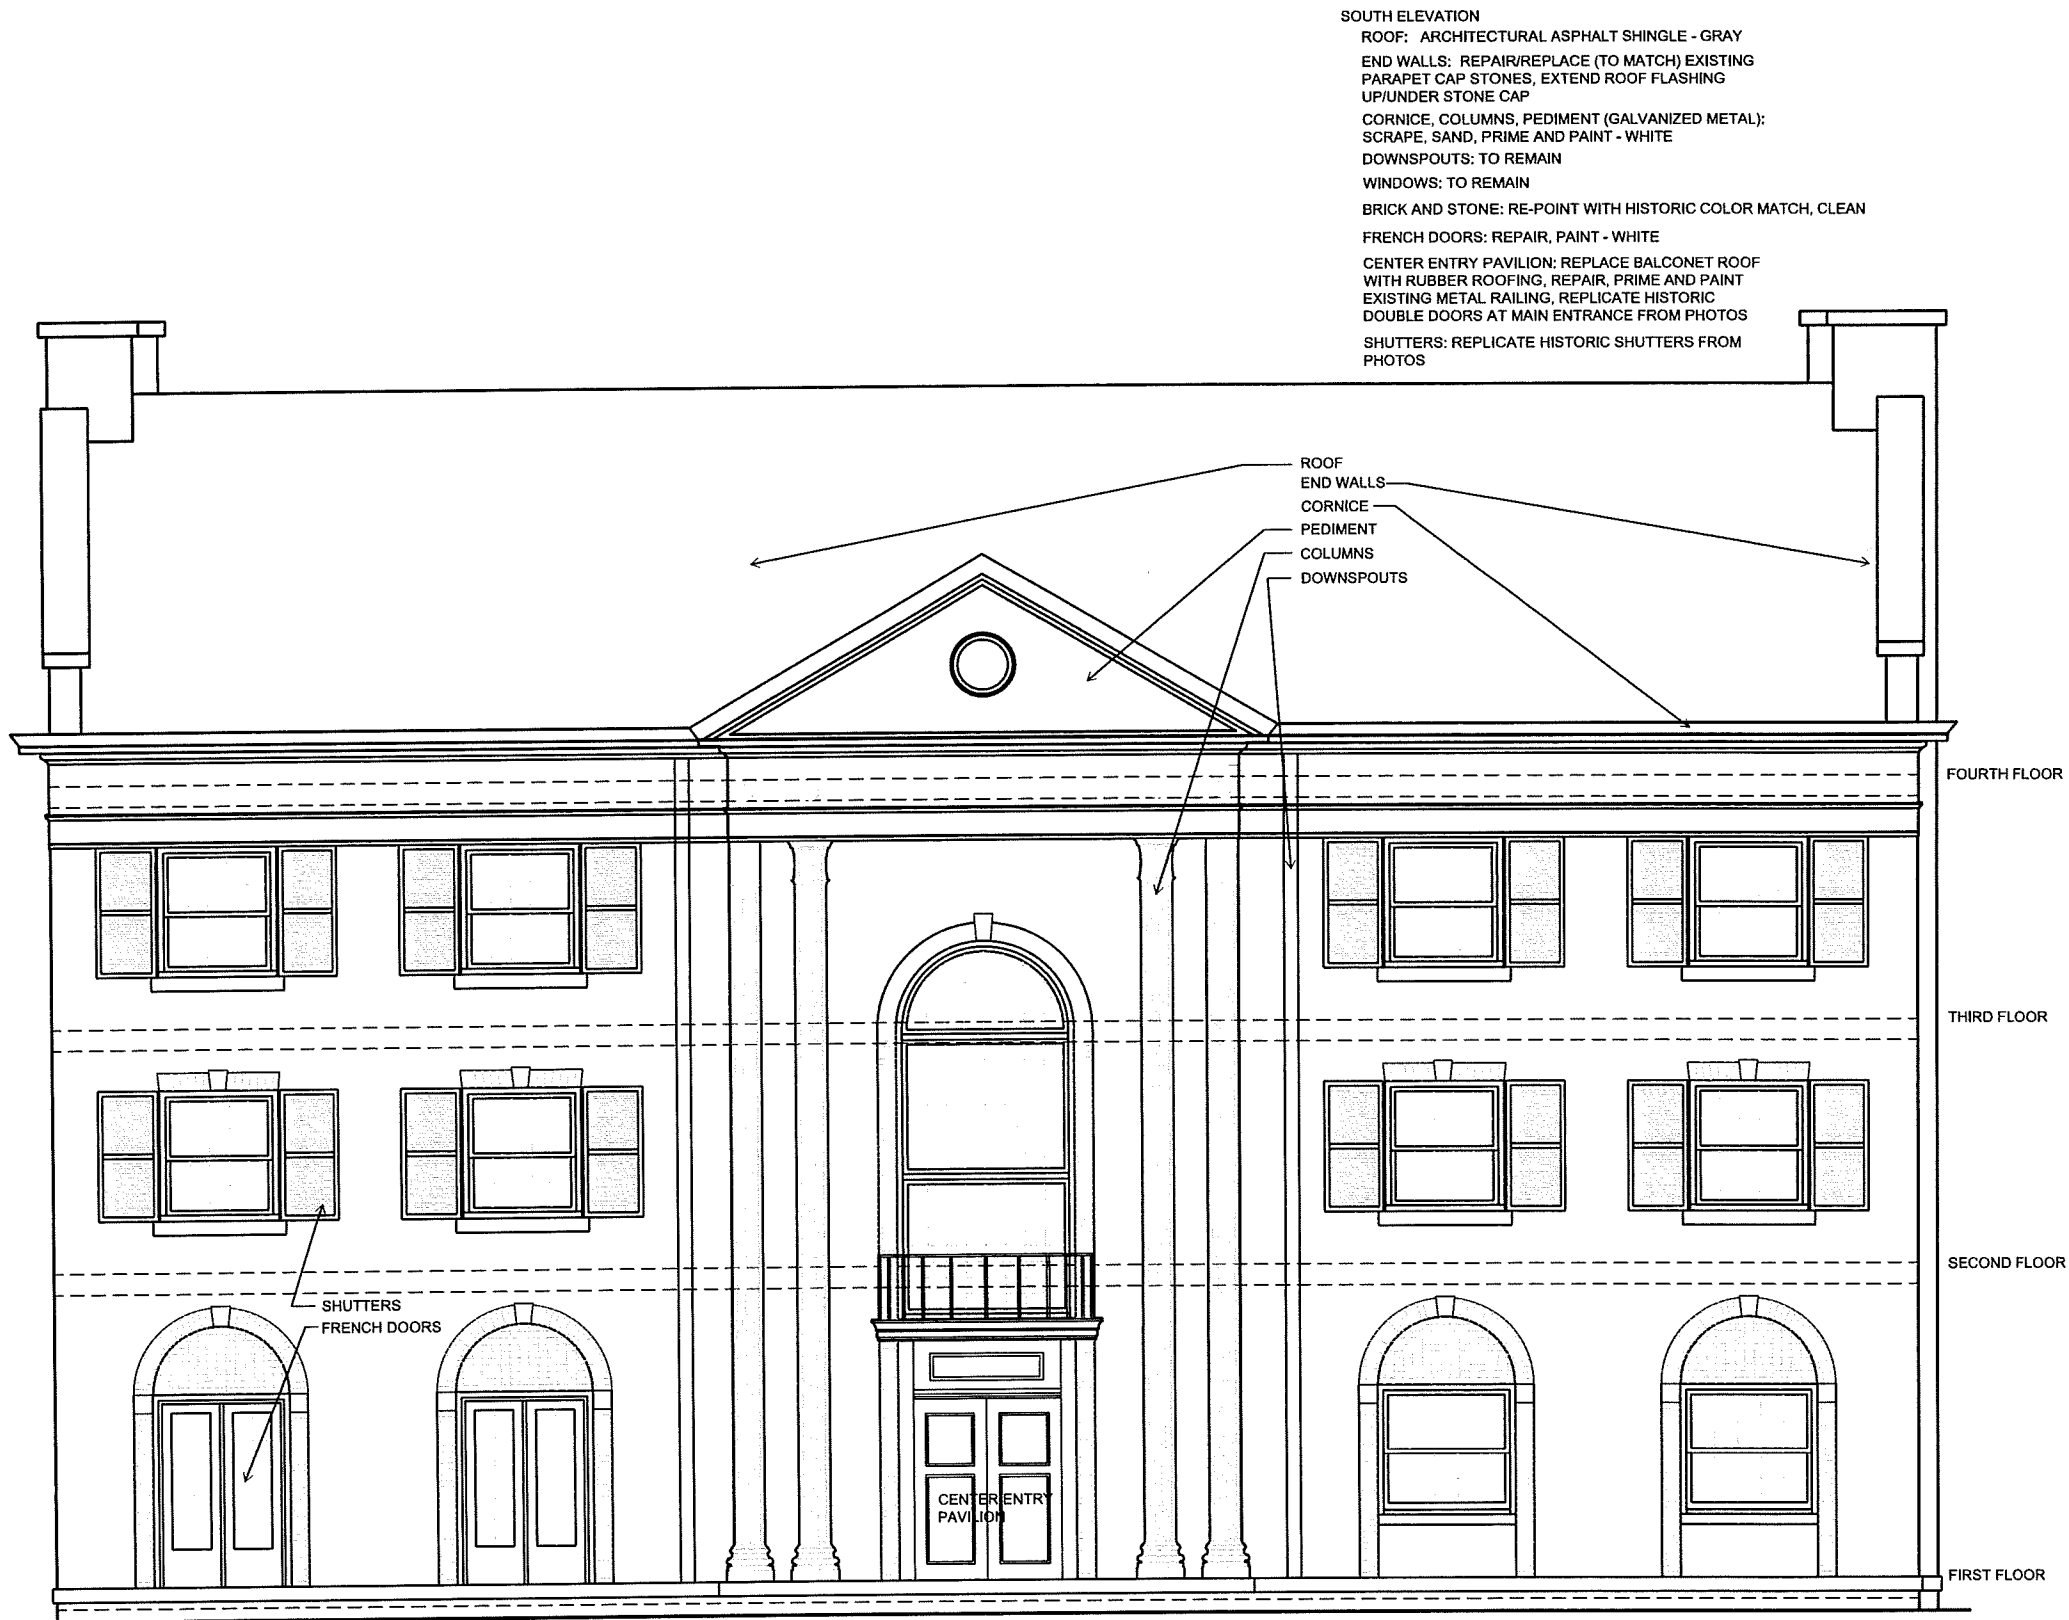 SOUTH ELEVATION
ROOF: ARCHITECTURAL ASPHALT SHINGLE - GRAY
END WALLS: REPAIR/REPLACE (TO MATCH) EXISTING
PARAPET CAP STONES, EXTEND ROOF FLASHING
UP/UNDER STONE CAP
CORNICE, COLUMNS, PEDIMENT (GALVANIZED METAL):
SCRAPE, SAND, PRIME AND PAINT - WHITE
DOWNSPOUTS: TO REMAIN
WINDOWS: TO REMAIN
BRICK AND STONE: RE-POINT WITH HISTORIC COLOR MATCH, CLEAN
FRENCH DOORS: REPAIR, PAINT - WHITE
CENTER ENTRY PAVILION: REPLACE BALCONET ROOF
WITH RUBBER ROOFING, REPAIR, PRIME AND PAINT
EXISTING METAL RAILING, REPLICATE HISTORIC
DOUBLE DOORS AT MAIN ENTRANCE FROM PHOTOS
SHUTTERS: REPLICATE HISTORIC SHUTTERS FROM
PHOTOS
ROOF
END WALLS
CORNICE
PEDIMENT
COLUMNS
DOWNSPOUTS
FOURTH FLOOR
THIRD FLOOR
SECOND FLOOR
SHUTTERS
FRENCH DOORS
CENTER ENTRY
PAVILION
FIRST FLOOR